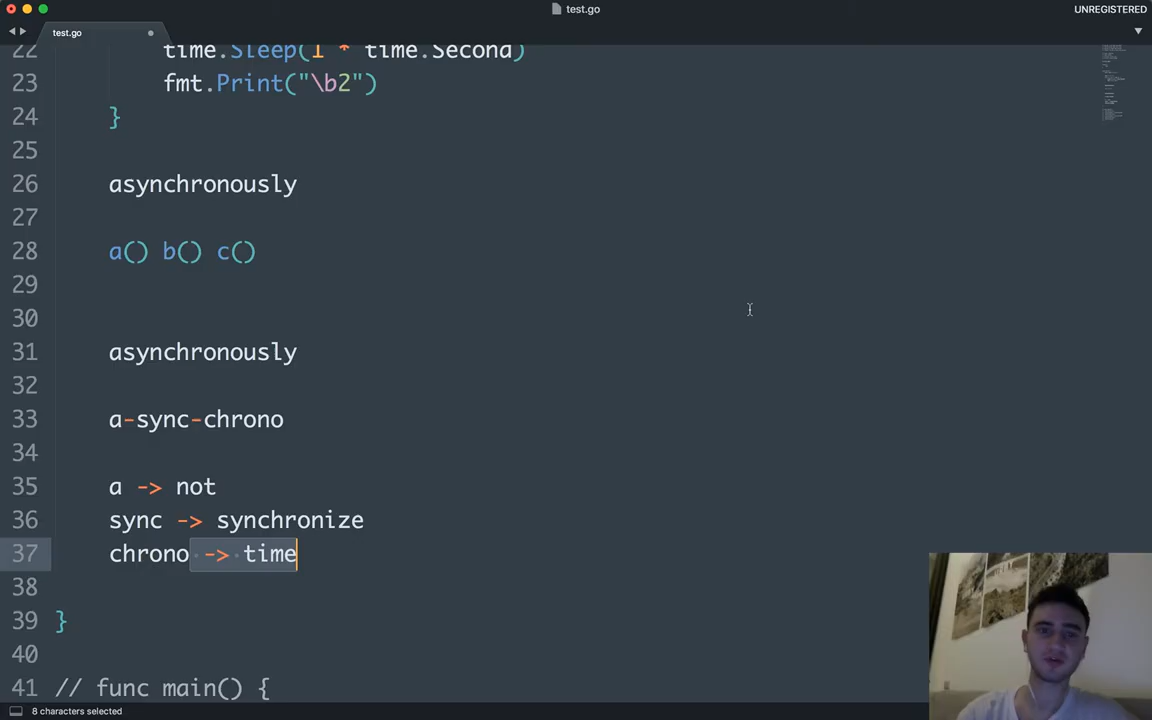 test.go
UNREGISTERED
test.go
22 time.Sleep(1 * time.Second)
23 fmt.Print("\b2")
24 }
25
26 asynchronously
27
28 a() b() c()
29
30
31 asynchronously
32
33 a-sync-chrono
34
35 a -> not
36 sync -> synchronize
37 chrono -> time
38
39 }
40
41 // func main() {
8 characters selected